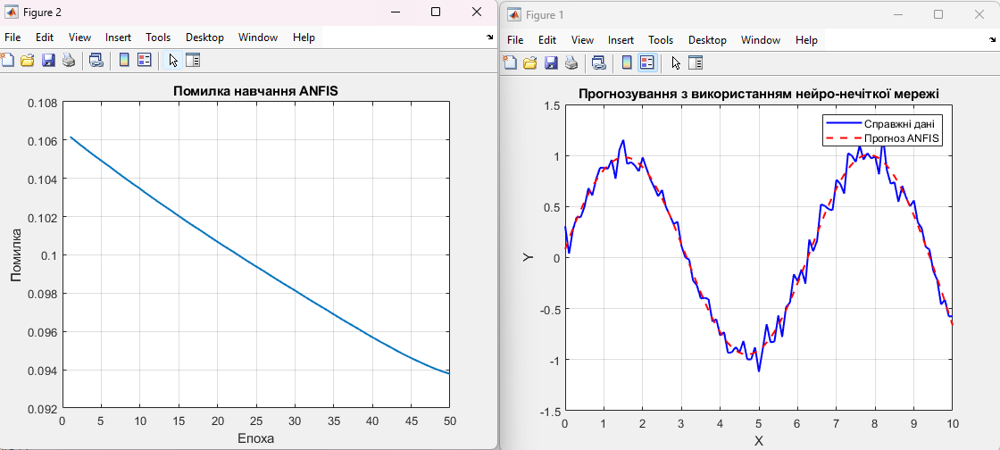 Figure 2
File Edit View Insert Tools Desktop Window Help
Помилка навчання ANFIS
0.108
0.106
0.104
0.102
0.1
0.098
0.096
0.094
0.092
Помилка
0 5 10 15 20 25 30 35 40 45 50
Епоха
Figure 1
File Edit View Insert Tools Desktop Window Help
Прогнозування з використанням нейро-нечіткої мережі
Справжні дані
Прогноз ANFIS
1.5
1
0.5
0
-0.5
-1
-1.5
Y
0 1 2 3 4 5 6 7 8 9 10
X